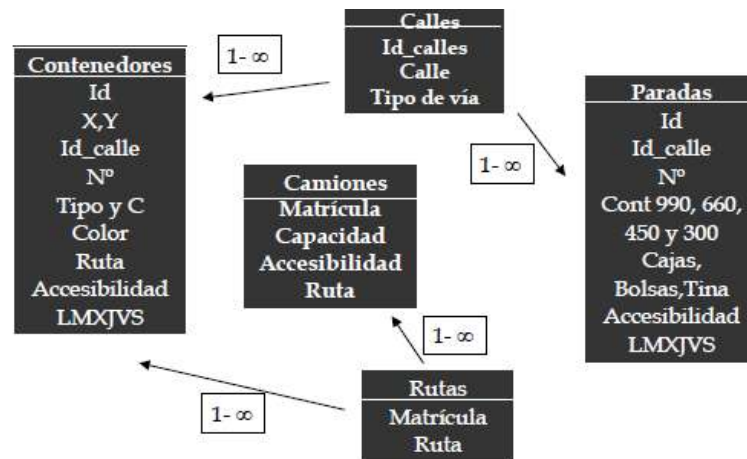 Calles
Id_calles
Calle
Tipo de vía
1- ∞
Contenedores
Id
X,Y
Id_calle
Nº
Tipo y C
Color
Ruta
Accesibilidad
LMXJVS
1- ∞
Paradas
Id
Id_calle
Nº
Cont 990, 660,
450 y 300
Cajas,
Bolsas,Tina
Accesibilidad
LMXJVS
Camiones
Matrícula
Capacidad
Accesibilidad
Ruta
1- ∞
1- ∞
Rutas
Matrícula
Ruta